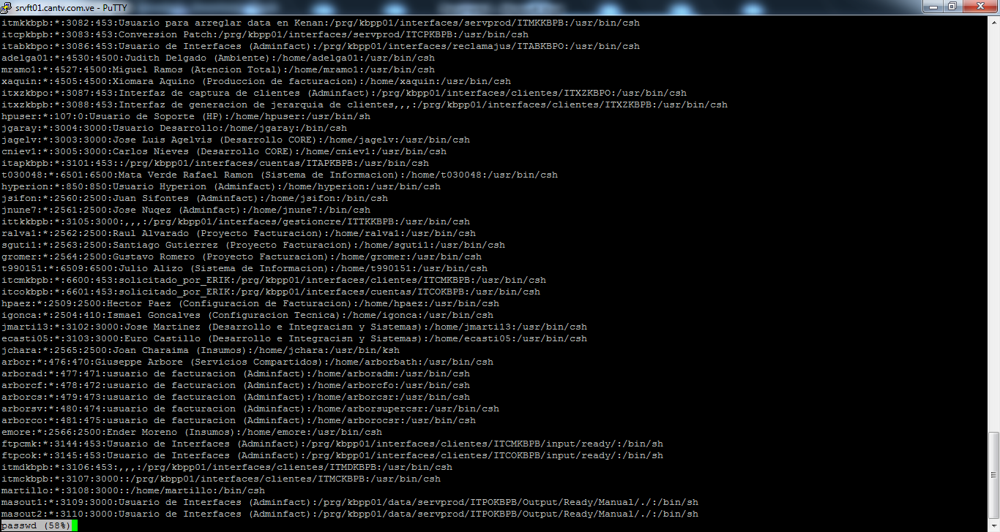 srvft01.cantv.com.ve - PuTTY
itmkkbpb:*:3082:453:Usuario para arreglar data en Kenan:/prg/kbpp01/interfaces/servprod/ITMKKBPB:/usr/bin/csh
itcpkbpb:*:3083:453:Conversion Patch:/prg/kbpp01/interfaces/servprod/ITCPKBPB:/usr/bin/csh
itabkbpo:*:3086:453:Usuario de Interfaces (Adminfact):/prg/kbpp01/interfaces/reclamajus/ITABKBPO:/usr/bin/csh
adelga01:*:4530:4500:Judith Delgado (Ambiente):/home/adelga01:/usr/bin/csh
mramo1:*:4527:4500:Miguel Ramos (Atencion Total):/home/mramo1:/usr/bin/csh
xaquin:*:4505:4500:Xiomara Aquino (Produccion de facturacion):/home/xaquin:/usr/bin/csh
itxzkbpo:*:3087:453:Interfaz de captura de clientes (Adminfact):/prg/kbpp01/interfaces/clientes/ITXZKBPO:/usr/bin/csh
itxzkbpb:*:3088:453:Interfaz de generacion de jerarquia de clientes,,,:/prg/kbpp01/interfaces/clientes/ITXZKBPB:/usr/bin/csh
hpuser:*:107:0:Usuario de Soporte (HP):/home/hpuser:/usr/bin/sh
jgaray:*:3004:3000:Usuario Desarrollo:/home/jgaray:/usr/bin/csh
jagelv:*:3003:3000:Jose Luis Agelvis (Desarrollo CORE):/home/jagelv:/usr/bin/csh
cniev1:*:3005:3000:Carlos Nieves (Desarrollo CORE):/home/cniev1:/usr/bin/csh
itapkbpb:*:3101:453::/prg/kbpp01/interfaces/cuentas/ITAPKBPB:/usr/bin/csh
t030048:*:6501:6500:Mata Verde Rafael Ramon (Sistema de Informacion):/home/t030048:/usr/bin/csh
hyperion:*:850:850:Usuario Hyperion (Adminfact):/home/hyperion:/usr/bin/csh
jsifon:*:2560:2500:Juan Sifontes (Adminfact):/home/jsifon:/bin/csh
jnune7:*:2561:2500:Jose Nuqez (Adminfact):/home/jnune7:/bin/csh
ittkkbpb:*:3105:3000:,,,:/prg/kbpp01/interfaces/gestioncre/ITTKKBPB:/usr/bin/csh
ralva1:*:2562:2500:Raul Alvarado (Proyecto Facturacion):/home/ralva1:/usr/bin/csh
sguti1:*:2563:2500:Santiago Gutierrez (Proyecto Facturacion):/home/sguti1:/usr/bin/csh
gromer:*:2564:2500:Gustavo Romero (Proyecto Facturacion):/home/gromer:/usr/bin/csh
t990151:*:6509:6500:Julio Alizo (Sistema de Informacion):/home/t990151:/usr/bin/csh
itcmkbpb:*:6600:453:solicitado_por_ERIK:/prg/kbpp01/interfaces/clientes/ITCMKBPB:/usr/bin/csh
itcokbpb:*:6601:453:solicitado_por_ERIK:/prg/kbpp01/interfaces/cuentas/ITCOKBPB:/usr/bin/csh
hpaez:*:2509:2500:Hector Paez (Configuracion de Facturacion):/home/hpaez:/usr/bin/csh
igonca:*:2504:410:Ismael Goncalves (Configuracion Tecnica):/home/igonca:/usr/bin/csh
jmarti13:*:3102:3000:Jose Martinez (Desarrollo e Integracisn y Sistemas):/home/jmarti13:/usr/bin/csh
ecasti05:*:3103:3000:Euro Castillo (Desarrollo e Integracisn y Sistemas):/home/ecasti05:/usr/bin/csh
jchara:*:2565:2500:Joan Charaima (Insumos):/home/jchara:/usr/bin/ksh
arbor:*:476:470:Giuseppe Arbore (Servicios Compartidos):/home/arborbath:/usr/bin/csh
arborad:*:477:471:usuario de facturacion (Adminfact):/home/arboradm:/usr/bin/csh
arborcf:*:478:472:usuario de facturacion (Adminfact):/home/arborcfo:/usr/bin/csh
arborcs:*:479:473:usuario de facturacion (Adminfact):/home/arborcsr:/usr/bin/csh
arborsv:*:480:474:usuario de facturacion (Adminfact):/home/arborsupercsr:/usr/bin/csh
arborco:*:481:475:usuario de facturacion (Adminfact):/home/arborocsr:/usr/bin/csh
emore:*:2566:2500:Ender Moreno (Insumos):/home/emore:/usr/bin/csh
ftpcmk:*:3144:453:Usuario de Interfaces (Adminfact):/prg/kbpp01/interfaces/clientes/ITCMKBPB/input/ready/:/bin/sh
ftpcok:*:3145:453:Usuario de Interfaces (Adminfact):/prg/kbpp01/interfaces/clientes/ITCOKBPB/input/ready/:/bin/sh
itmdkbpb:*:3106:453:,,,:/prg/kbpp01/interfaces/clientes/ITMDKBPB:/usr/bin/csh
itmckbpb:*:3107:3000::/prg/kbpp01/interfaces/clientes/ITMCKBPB:/usr/bin/csh
martillo:*:3108:3000::/home/martillo:/bin/csh
masout1:*:3109:3000:Usuario de Interfaces (Adminfact):/prg/kbpp01/data/servprod/ITPOKBPB/Output/Ready/Manual/./:/bin/sh
masout2:*:3110:3000:Usuario de Interfaces (Adminfact):/prg/kbpp01/data/servprod/ITPOKBPB/Output/Ready/Manual/./:/bin/sh
passwd (58%)